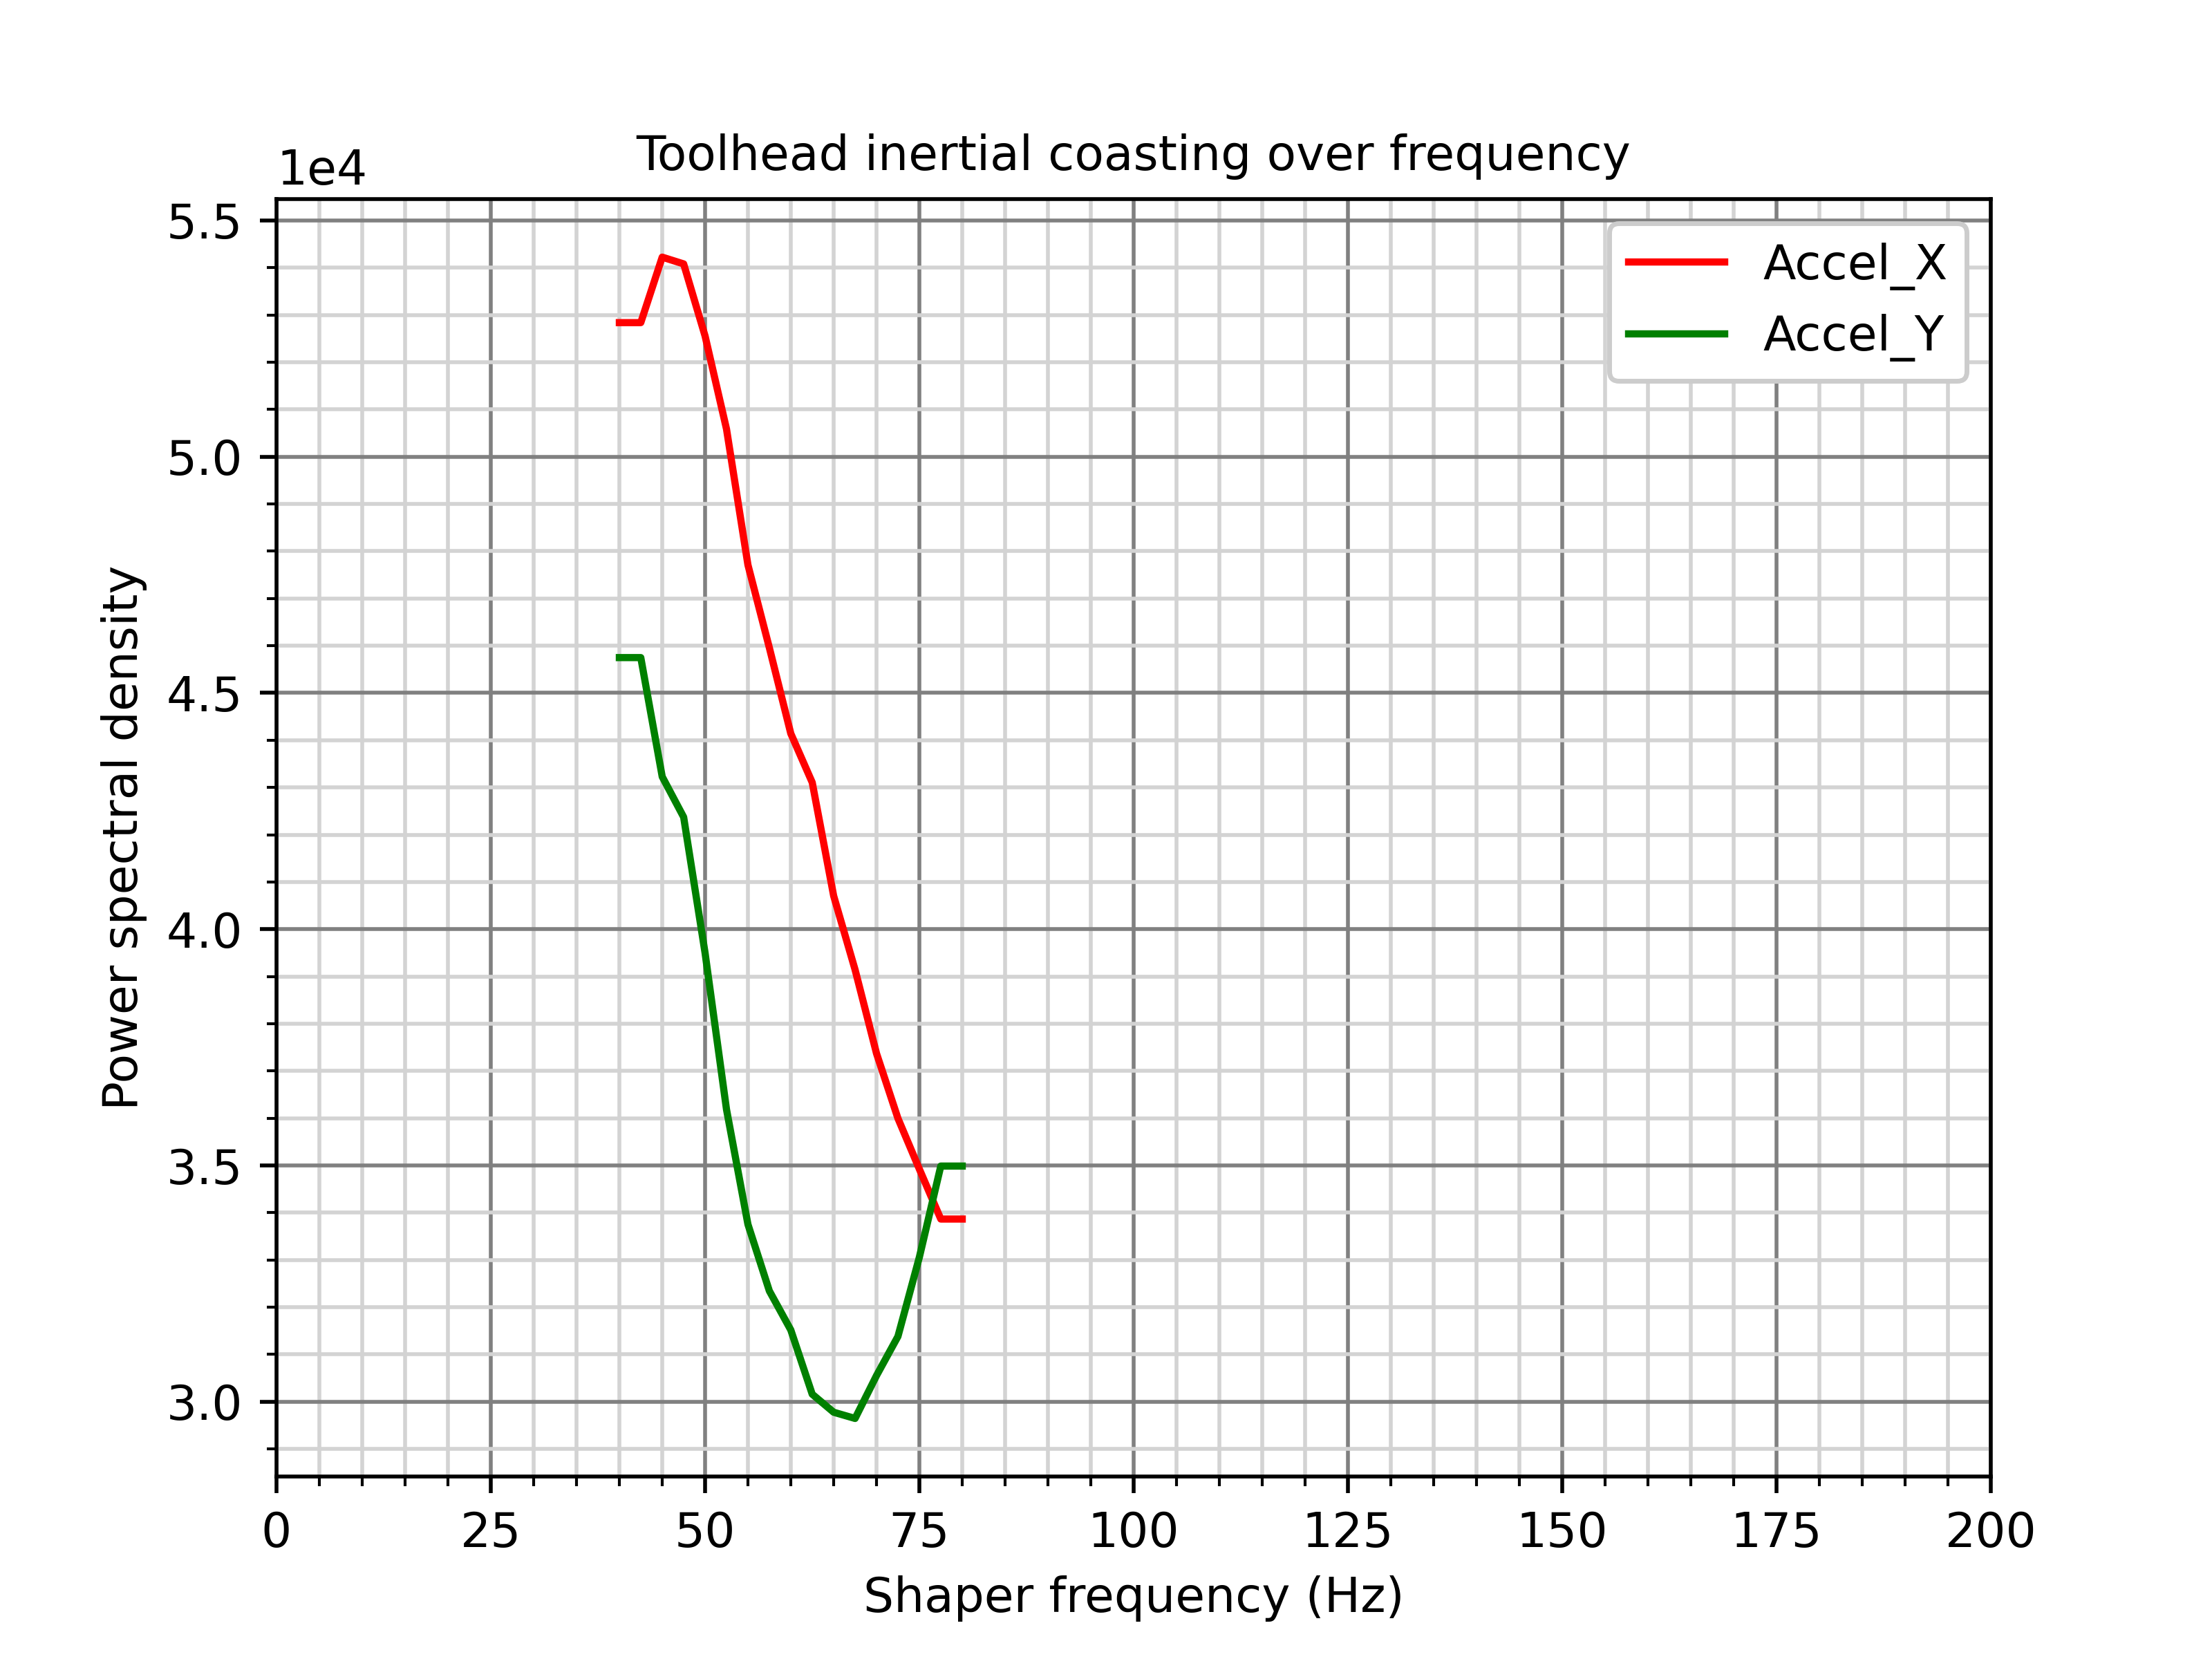 Toolhead inertial coasting over frequency
1e4
Accel_X
Accel_Y
5.5
5.0
4.5
4.0
3.5
3.0
Power spectral density
0 25 50 75 100 125 150 175 200
Shaper frequency (Hz)